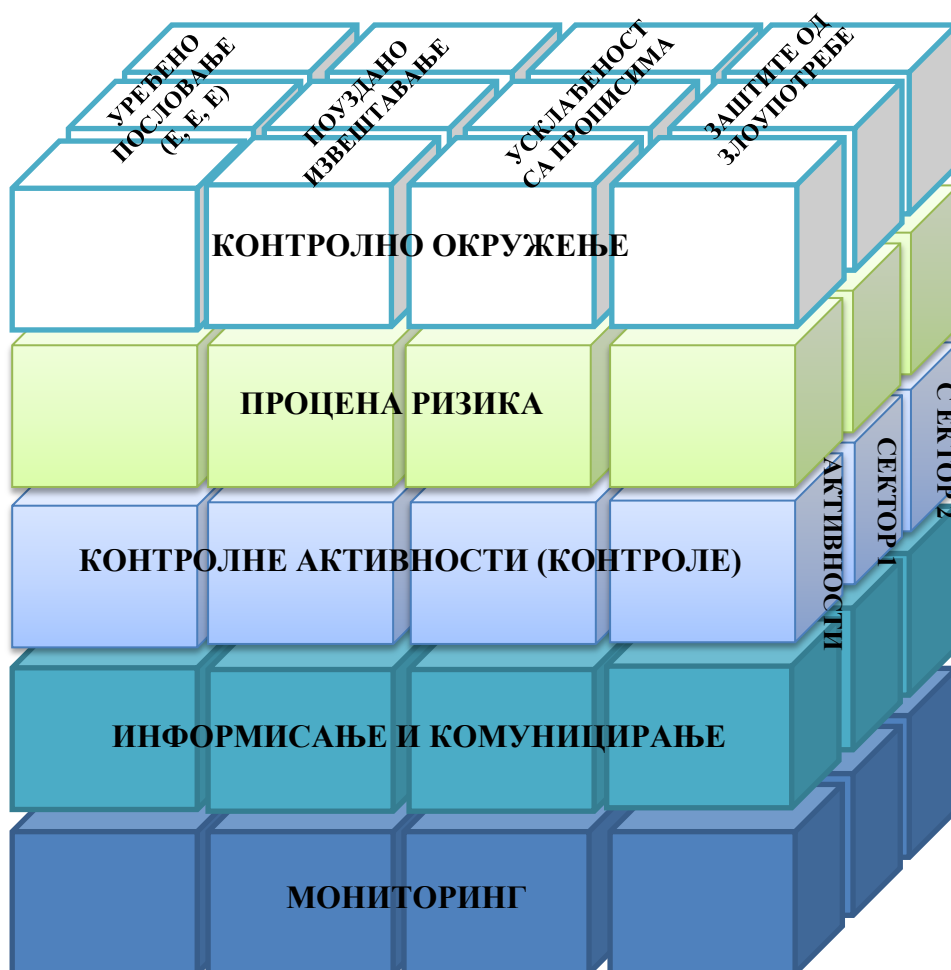 УРЕЂЕНО
ПОСЛОВАЊЕ
(Е, Е, Е)
ПОУЗДАНО
ИЗВЕШТАВАЊЕ
УСКЛАЂЕНОСТ
СА ПРОПИСИМА
ЗАШТИТЕ ОД
ЗЛОУПОТРЕБЕ
КОНТРОЛНО ОКРУЖЕЊЕ
ПРОЦЕНА РИЗИКА
КОНТРОЛНЕ АКТИВНОСТИ (КОНТРОЛЕ)
ИНФОРМИСАЊЕ И КОМУНИЦИРАЊЕ
МОНИТОРИНГ
АКТИВНОСТИ
СЕКТОР 1
С ЕКТОР 2